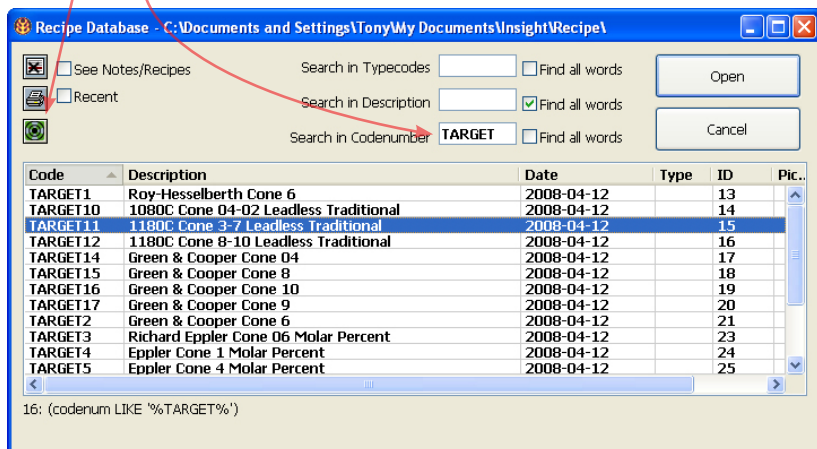 Recipe Database - C:\Documents and Settings\Tony\My Documents\Insight\Recipe\
See Notes/Recipes Search in Typecodes Find all words Open
Recent Search in Description Find all words
Search in Codenumber TARGET Find all words Cancel
Code Description Date Type ID Pic..
TARGET1 Roy-Hesselberth Cone 6 2008-04-12 13
TARGET10 1080C Cone 04-02 Leadless Traditional 2008-04-12 14
TARGET11 1180C Cone 3-7 Leadless Traditional 2008-04-12 15
TARGET12 1180C Cone 8-10 Leadless Traditional 2008-04-12 16
TARGET14 Green & Cooper Cone 04 2008-04-12 17
TARGET15 Green & Cooper Cone 8 2008-04-12 18
TARGET16 Green & Cooper Cone 10 2008-04-12 19
TARGET17 Green & Cooper Cone 9 2008-04-12 20
TARGET2 Green & Cooper Cone 6 2008-04-12 21
TARGET3 Richard Eppler Cone 06 Molar Percent 2008-04-12 23
TARGET4 Eppler Cone 1 Molar Percent 2008-04-12 24
TARGET5 Eppler Cone 4 Molar Percent 2008-04-12 25
16: (codenum LIKE '%TARGET%')